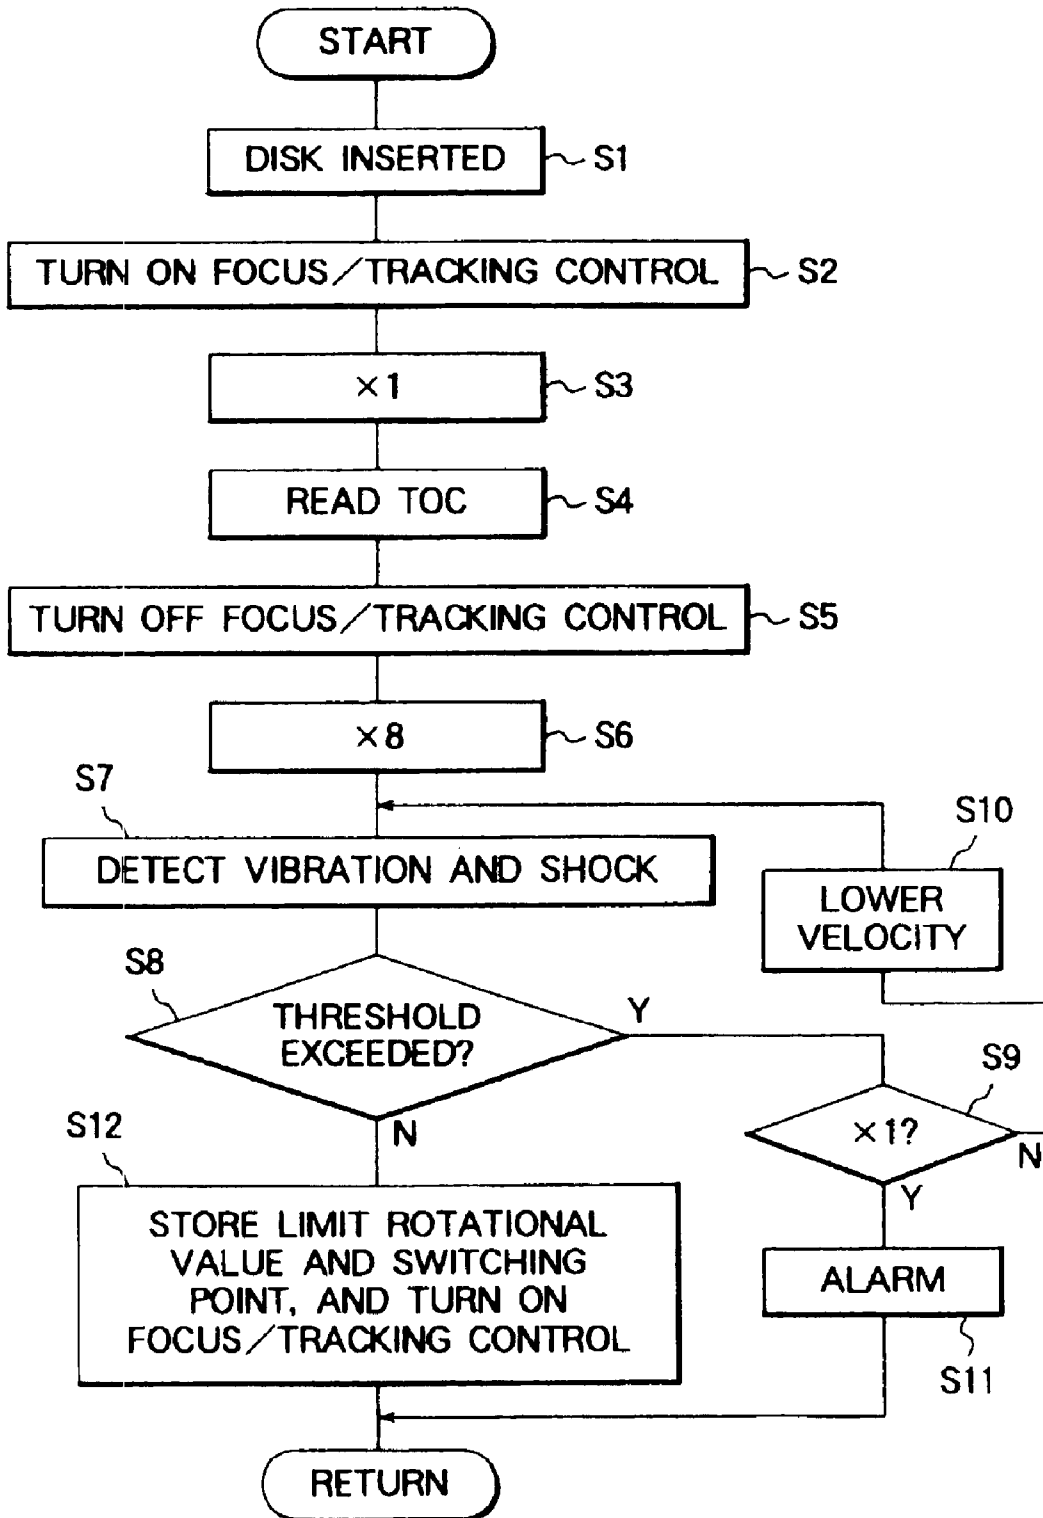 START
DISK INSERTED
S1
TURN ON FOCUS/TRACKING CONTROL
S2
×1
S3
READ TOC
S4
TURN OFF FOCUS/TRACKING CONTROL
S5
×8
S6
S7
DETECT VIBRATION AND SHOCK
S10
LOWER
VELOCITY
S8
THRESHOLD
EXCEEDED?
Y
N
S9
×1?
N
Y
S12
STORE LIMIT ROTATIONAL
VALUE AND SWITCHING
POINT, AND TURN ON
FOCUS/TRACKING CONTROL
ALARM
S11
RETURN